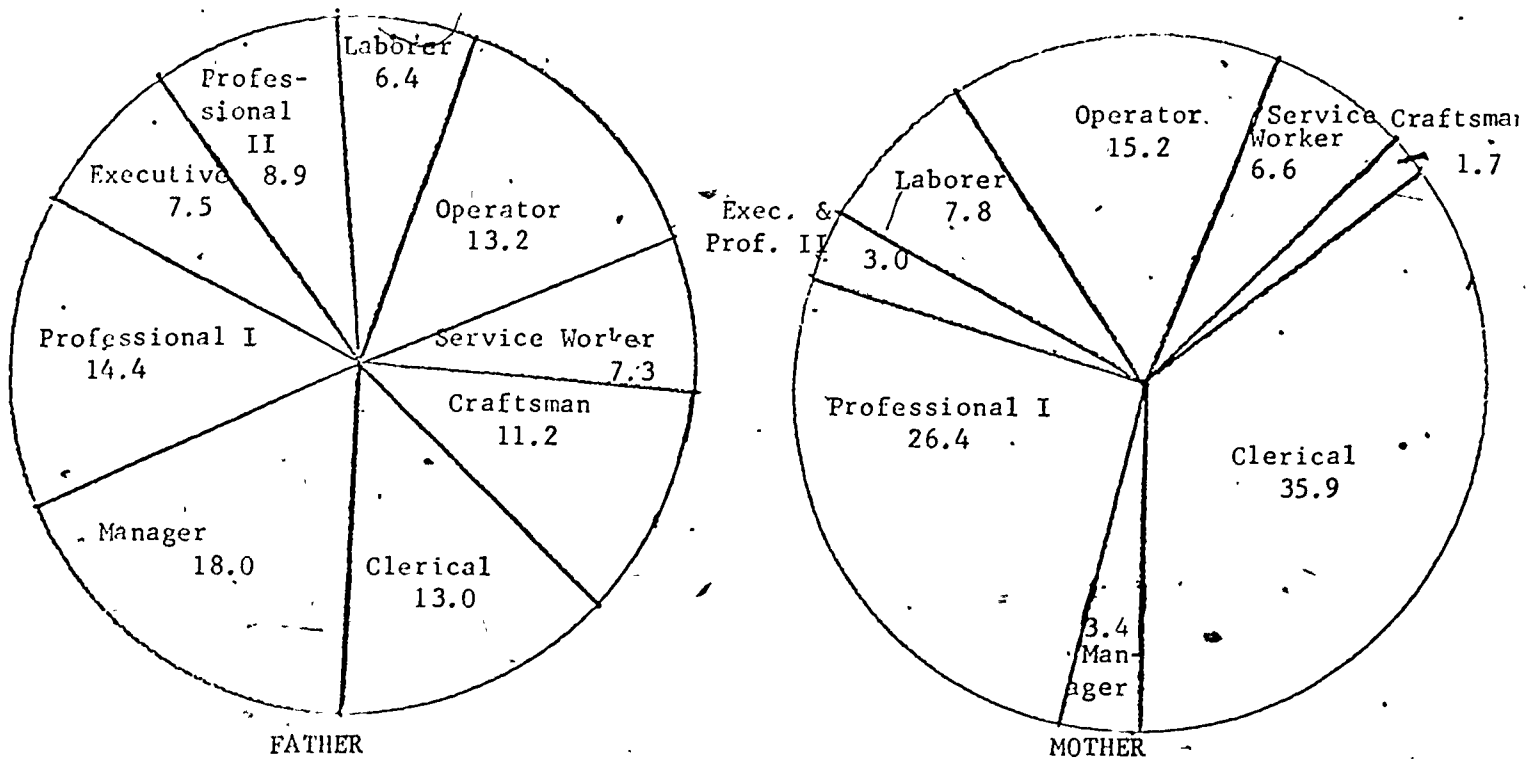 Laborer
6.4
Profes-
sional
II
8.9
Executive
7.5
Operator
13.2
Professional I
14.4
Service Worker
7.3
Craftsman
11.2
Manager
18.0
Clerical
13.0
FATHER
Operator
15.2
Service
Worker
6.6
Craftsman
1.7
Laborer
7.8
Exec. &
Prof. II
3.0
Professional I
26.4
Clerical
35.9
3.4
Man-
ager
MOTHER